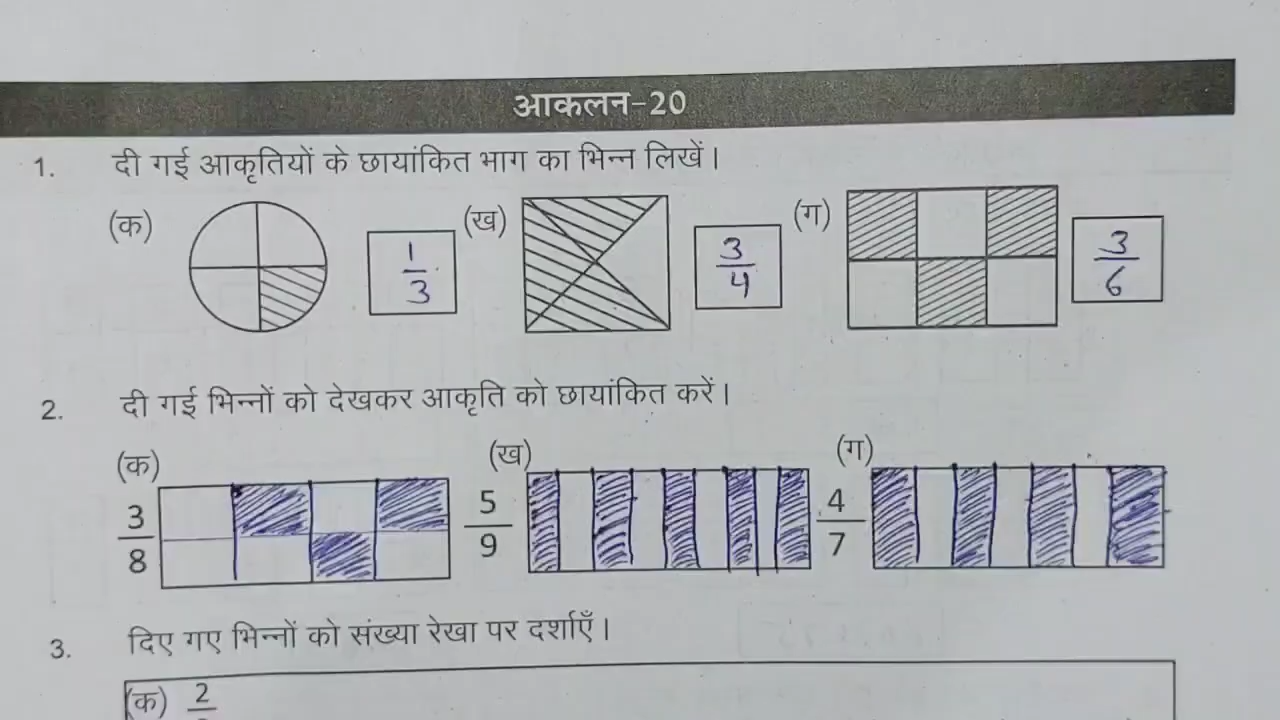 आकलन-20
1. दी गई आकृतियों के छायांकित भाग का भिन्न लिखें।
(क) 1/3 (ख) 3/4 (ग) 3/6
2. दी गई भिन्नों को देखकर आकृति को छायांकित करें।
(क) 3/8 (ख) 5/9 (ग) 4/7
3. दिए गए भिन्नों को संख्या रेखा पर दर्शाएँ।
(क) 2